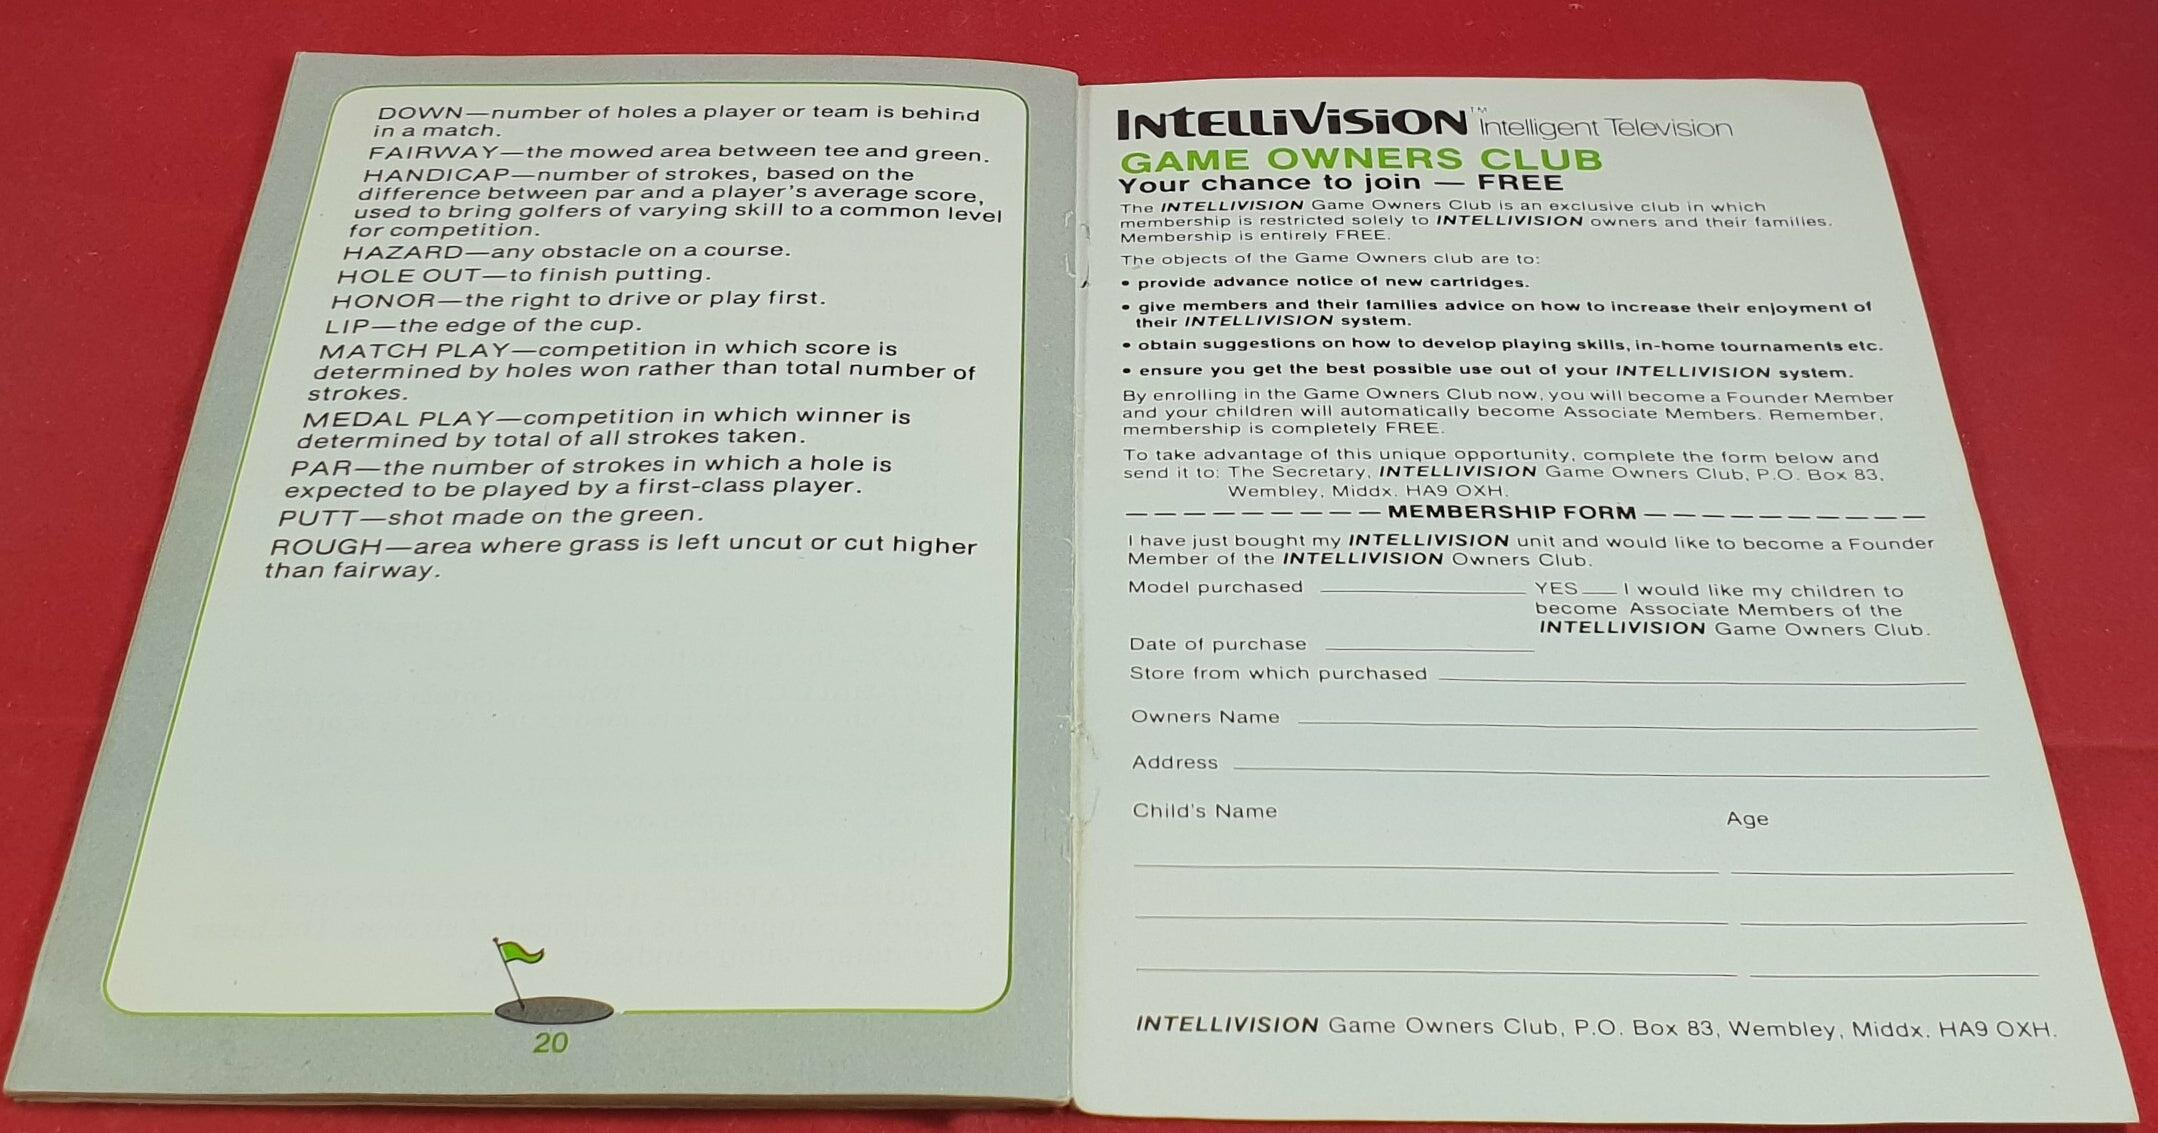 DOWN—number of holes a player or team is behind
in a match.
FAIRWAY—the mowed area between tee and green.
HANDICAP—number of strokes, based on the
difference between par and a player's average score,
used to bring golfers of varying skill to a common level
for competition.
HAZARD—any obstacle on a course.
HOLE OUT—to finish putting.
HONOR—the right to drive or play first.
LIP—the edge of the cup.
MATCH PLAY—competition in which score is
determined by holes won rather than total number of
strokes.
MEDAL PLAY—competition in which winner is
determined by total of all strokes taken.
PAR—the number of strokes in which a hole is
expected to be played by a first-class player.
PUTT—shot made on the green.
ROUGH—area where grass is left uncut or cut higher
than fairway.
20
INTELLIVISION™ Intelligent Television
GAME OWNERS CLUB
Your chance to join — FREE
The INTELLIVISION Game Owners Club is an exclusive club in which
membership is restricted solely to INTELLIVISION owners and their families.
Membership is entirely FREE.
The objects of the Game Owners club are to:
• provide advance notice of new cartridges.
• give members and their families advice on how to increase their enjoyment of
their INTELLIVISION system.
• obtain suggestions on how to develop playing skills, in-home tournaments etc.
• ensure you get the best possible use out of your INTELLIVISION system.
By enrolling in the Game Owners Club now, you will become a Founder Member
and your children will automatically become Associate Members. Remember,
membership is completely FREE.
To take advantage of this unique opportunity, complete the form below and
send it to: The Secretary, INTELLIVISION Game Owners Club, P.O. Box 83,
Wembley, Middx. HA9 OXH.
MEMBERSHIP FORM
I have just bought my INTELLIVISION unit and would like to become a Founder
Member of the INTELLIVISION Owners Club.
Model purchased
YES I would like my children to
become Associate Members of the
INTELLIVISION Game Owners Club.
Date of purchase
Store from which purchased
Owners Name
Address
Child's Name Age
INTELLIVISION Game Owners Club, P.O. Box 83, Wembley, Middx. HA9 OXH.